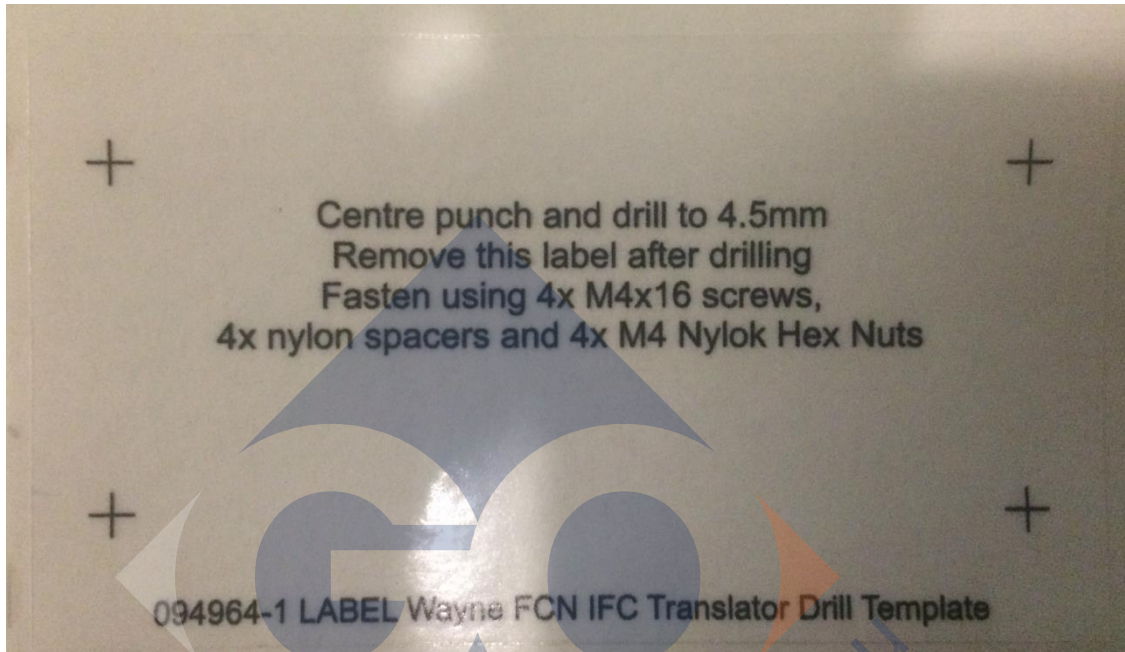 Centre punch and drill to 4.5mm
Remove this label after drilling
Fasten using 4x M4x16 screws,
4x nylon spacers and 4x M4 Nylok Hex Nuts
GO
094964-1 LABEL Wayne FCN IFC Translator Drill Template